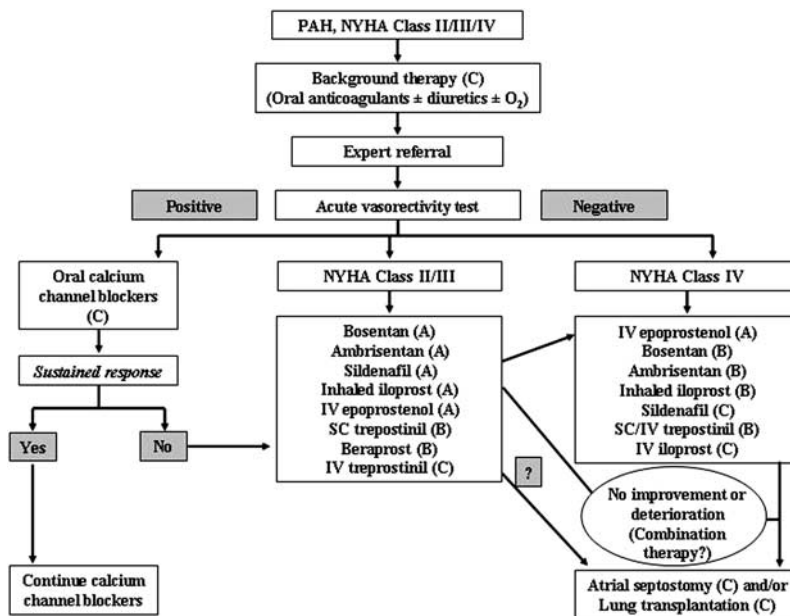 PAH, NYHA Class II/III/IV
Background therapy (C)
(Oral anticoagulants ± diuretics ± O₂)
Expert referral
Positive
Acute vasorectivity test
Negative
Oral calcium
channel blockers
(C)
NYHA Class II/III
NYHA Class IV
Sustained response
Bosentan (A)
Ambrisentan (A)
Sildenafil (A)
Inhaled iloprost (A)
IV epoprostenol (A)
SC trepostinil (B)
Beraprost (B)
IV treprostinil (C)
IV epoprostenol (A)
Bosentan (B)
Ambrisentan (B)
Inhaled iloprost (B)
Sildenafil (C)
SC/IV trepostinil (B)
IV iloprost (C)
Yes
No
?
No improvement or
deterioration
(Combination
therapy?)
Continue calcium
channel blockers
Atrial septostomy (C) and/or
Lung transplantation (C)